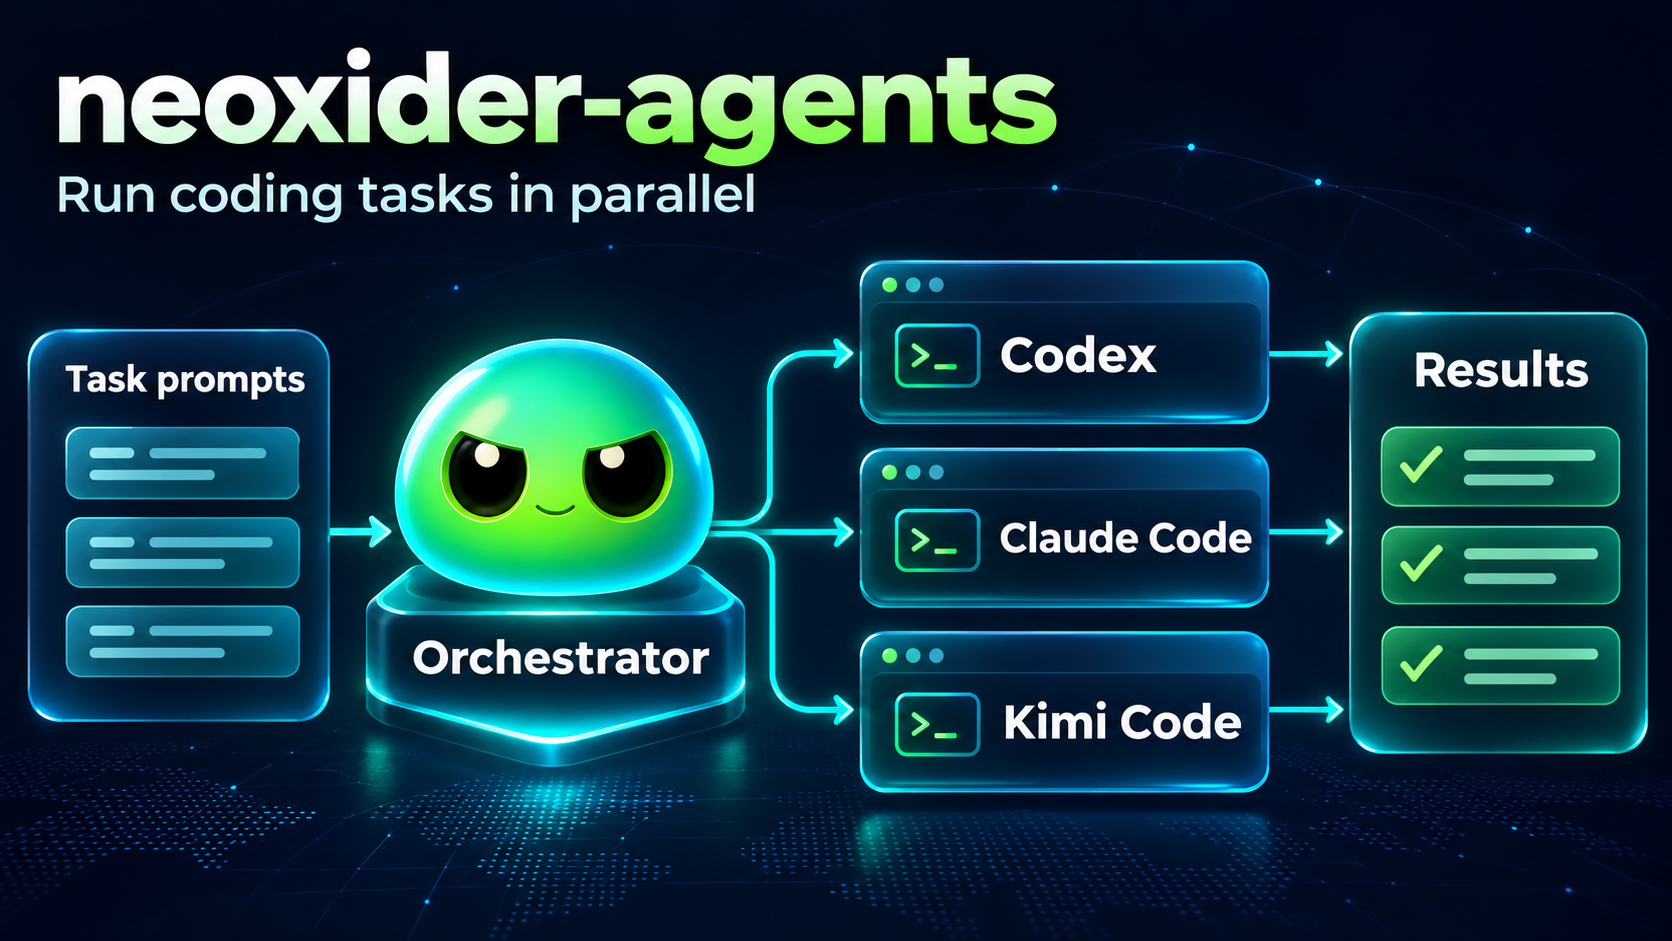 neoxider-agents
Run coding tasks in parallel
Task prompts
Orchestrator
>_ Codex
>_ Claude Code
>_ Kimi Code
Results